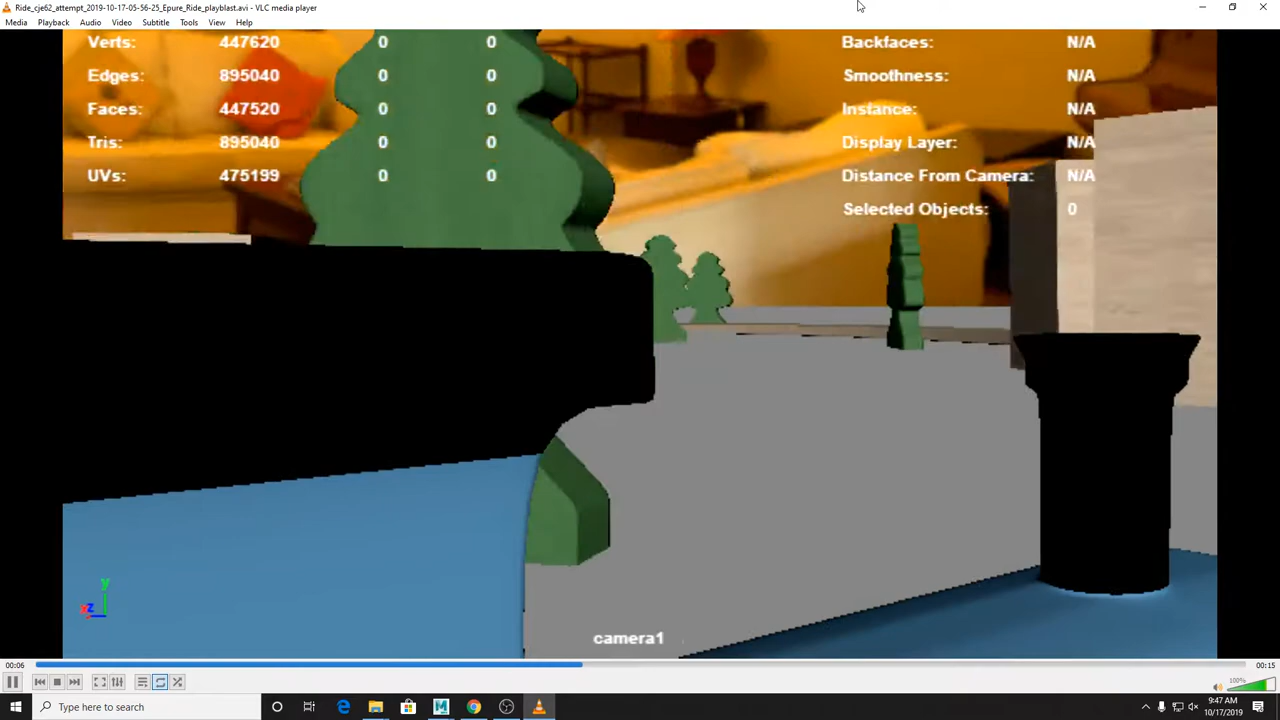 Ride_cje62_attempt_2019-10-17-05-56-25_Epure_Ride_playblast.avi - VLC media player
Media Playback Audio Video Subtitle Tools View Help
Verts: 447620 0 0 Backfaces: N/A
Edges: 895040 0 0 Smoothness: N/A
Faces: 447520 0 0 Instance: N/A
Tris: 895040 0 0 Display Layer: N/A
UVs: 475199 0 0 Distance From Camera: N/A
Selected Objects: 0
y
z
camera1
00:06 00:15
100%
Type here to search
9:47 AM
10/17/2019